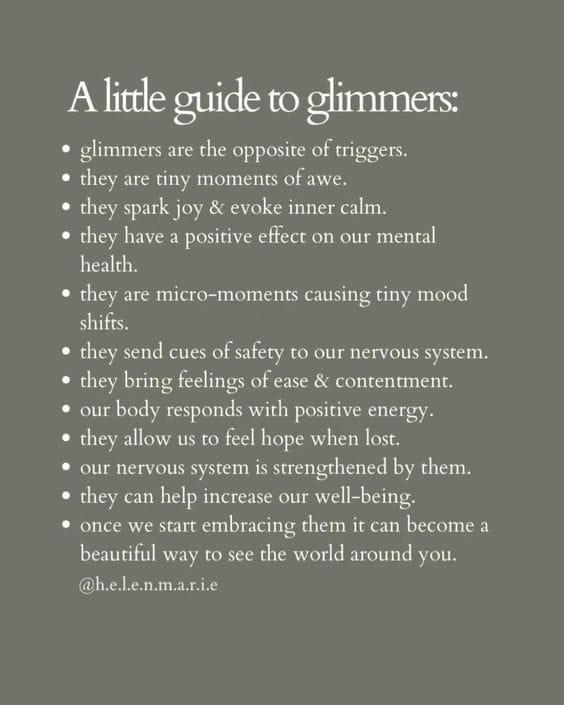 A little guide to glimmers:
• glimmers are the opposite of triggers.
• they are tiny moments of awe.
• they spark joy & evoke inner calm.
• they have a positive effect on our mental
health.
• they are micro-moments causing tiny mood
shifts.
• they send cues of safety to our nervous system.
• they bring feelings of ease & contentment.
• our body responds with positive energy.
• they allow us to feel hope when lost.
• our nervous system is strengthened by them.
• they can help increase our well-being.
• once we start embracing them it can become a
beautiful way to see the world around you.
@h.e.l.e.n.m.a.r.i.e